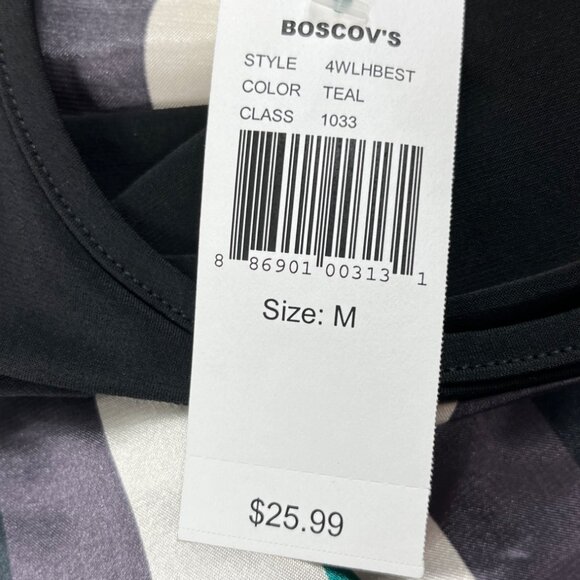 BOSCOV'S
STYLE 4WLHBEST
COLOR TEAL
CLASS 1033
8 86901 00313 1
Size: M
$25.99